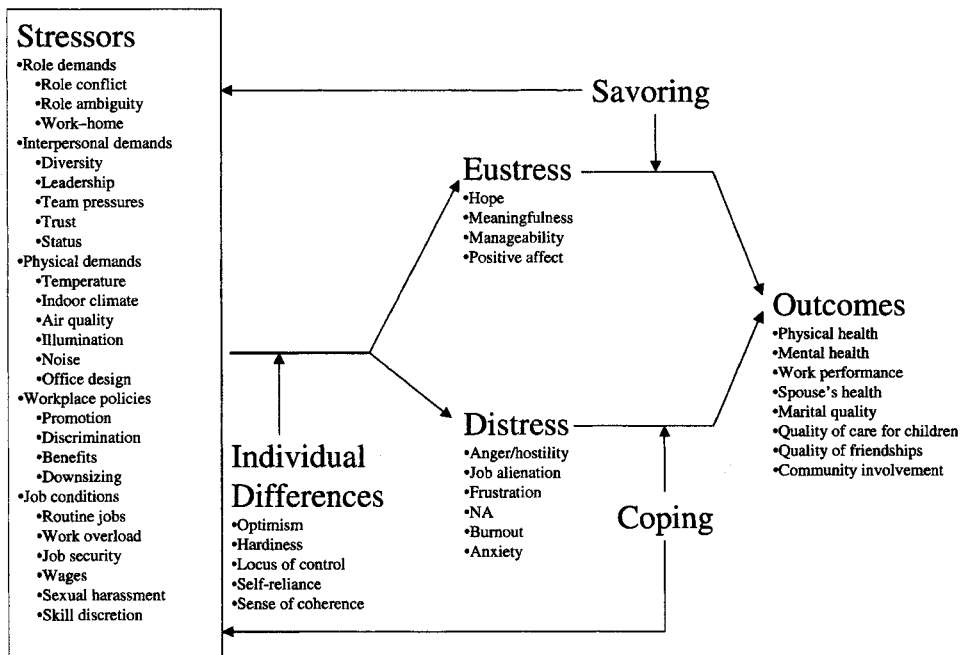 Stressors
•Role demands
•Role conflict
•Role ambiguity
•Work–home
•Interpersonal demands
•Diversity
•Leadership
•Team pressures
•Trust
•Status
•Physical demands
•Temperature
•Indoor climate
•Air quality
•Illumination
•Noise
•Office design
•Workplace policies
•Promotion
•Discrimination
•Benefits
•Downsizing
•Job conditions
•Routine jobs
•Work overload
•Job security
•Wages
•Sexual harassment
•Skill discretion
Individual
Differences
•Optimism
•Hardiness
•Locus of control
•Self-reliance
•Sense of coherence
Savoring
Eustress
•Hope
•Meaningfulness
•Manageability
•Positive affect
Distress
•Anger/hostility
•Job alienation
•Frustration
•NA
•Burnout
•Anxiety
Coping
Outcomes
•Physical health
•Mental health
•Work performance
•Spouse's health
•Marital quality
•Quality of care for children
•Quality of friendships
•Community involvement